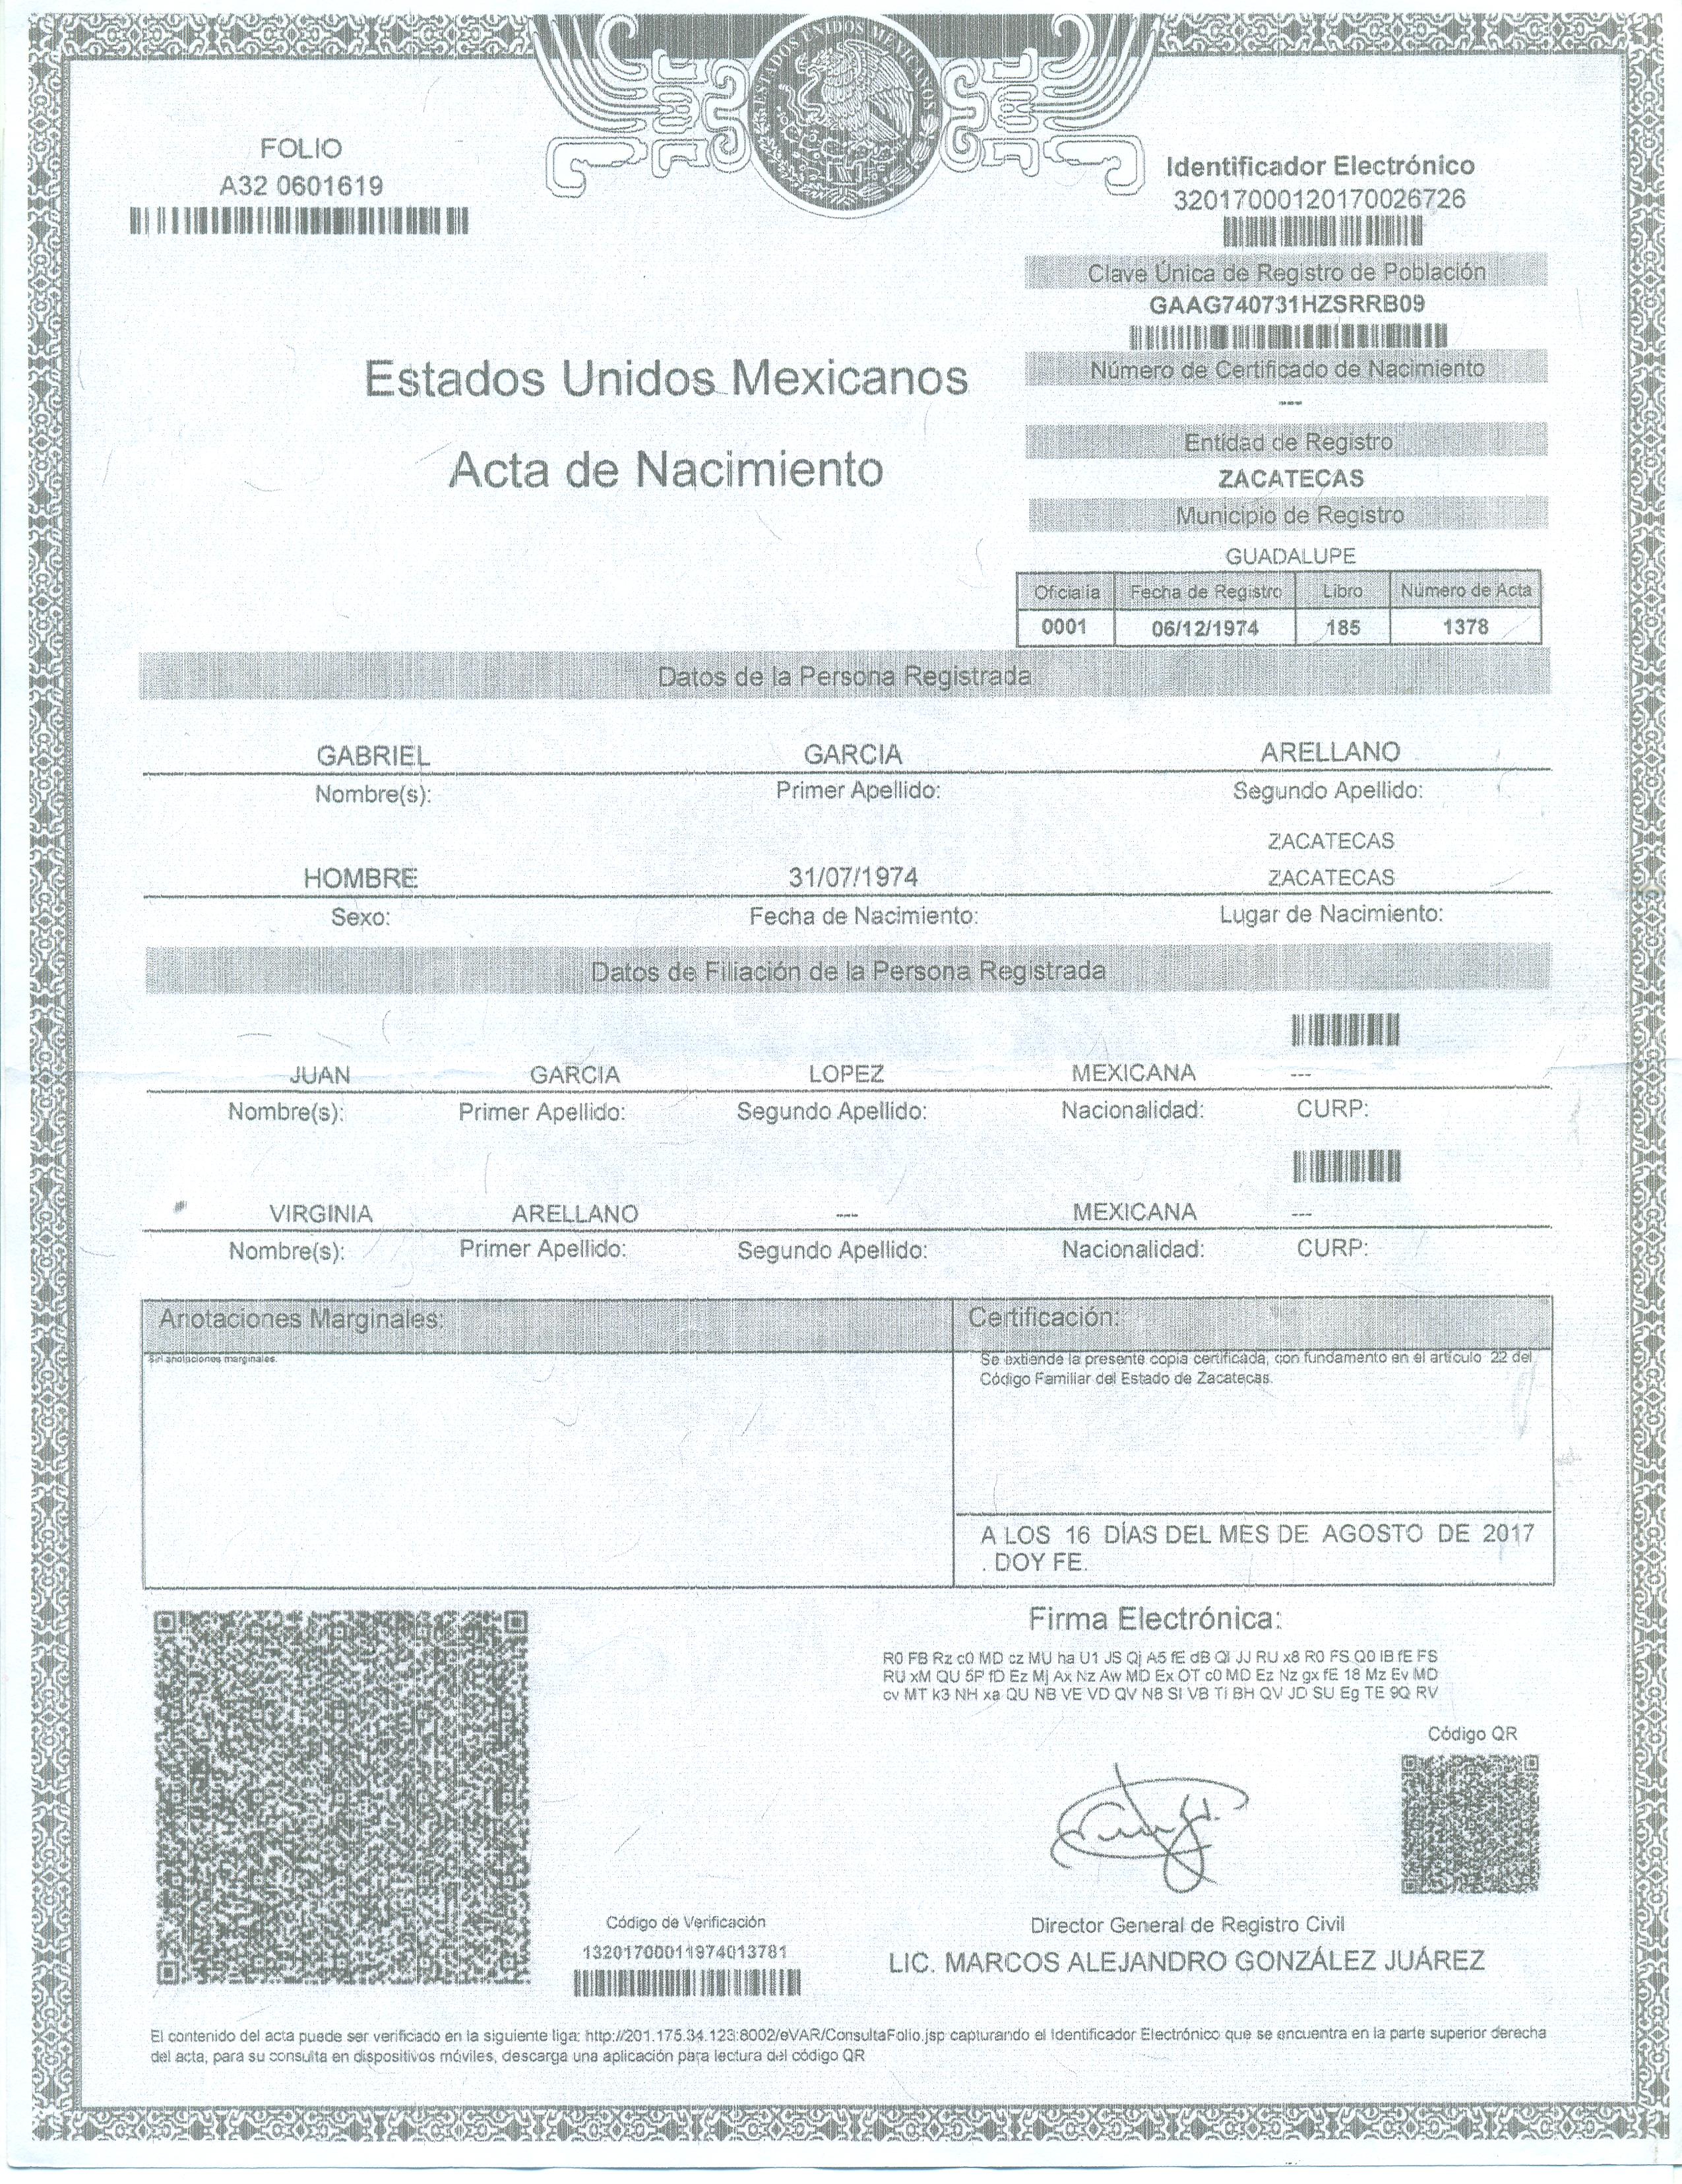 ESTADOS UNIDOS MEXICANOS
FOLIO
A32 0601619
Identificador Electrónico
32017000120170026726
Clave Única de Registro de Población
GAAG740731HZSRRB09
Número de Certificado de Nacimiento
---
Estados Unidos Mexicanos
Acta de Nacimiento
Entidad de Registro
ZACATECAS
Municipio de Registro
GUADALUPE
Oficialía Fecha de Registro Libro Número de Acta
0001 06/12/1974 185 1378
Datos de la Persona Registrada
GABRIEL GARCIA ARELLANO
Nombre(s): Primer Apellido: Segundo Apellido:
ZACATECAS
HOMBRE 31/07/1974 ZACATECAS
Sexo: Fecha de Nacimiento: Lugar de Nacimiento:
Datos de Filiación de la Persona Registrada
JUAN GARCIA LOPEZ MEXICANA ---
Nombre(s): Primer Apellido: Segundo Apellido: Nacionalidad: CURP:
VIRGINIA ARELLANO --- MEXICANA ---
Nombre(s): Primer Apellido: Segundo Apellido: Nacionalidad: CURP:
Anotaciones Marginales:
Sin anotaciones marginales.
Certificación:
Se extiende la presente copia certificada, con fundamento en el artículo 22 del
Código Familiar del Estado de Zacatecas.
A LOS 16 DÍAS DEL MES DE AGOSTO DE 2017
. DOY FE.
Firma Electrónica:
R0 FB Rz c0 MD cz MU ha U1 JS Qj A5 fE dB QI JJ RU x8 R0 FS Q0 lB fE FS
RU xM QU 5P fD Ez Mj Ax Nz Aw MD Ex OT c0 MD Ez Nz gx fE 18 Mz Ev MD
cv MT k3 NH xa QU NB VE VD QV N8 SI VB Tl BH QV JD SU Eg TE 9Q RV
Código QR
Código de Verificación
13201700011974013781
Director General de Registro Civil
LIC. MARCOS ALEJANDRO GONZÁLEZ JUÁREZ
El contenido del acta puede ser verificado en la siguiente liga: http://201.175.34.123:8002/eVAR/ConsultaFolio.jsp capturando el Identificador Electrónico que se encuentra en la parte superior derecha
del acta, para su consulta en dispositivos móviles, descarga una aplicación para lectura del código QR